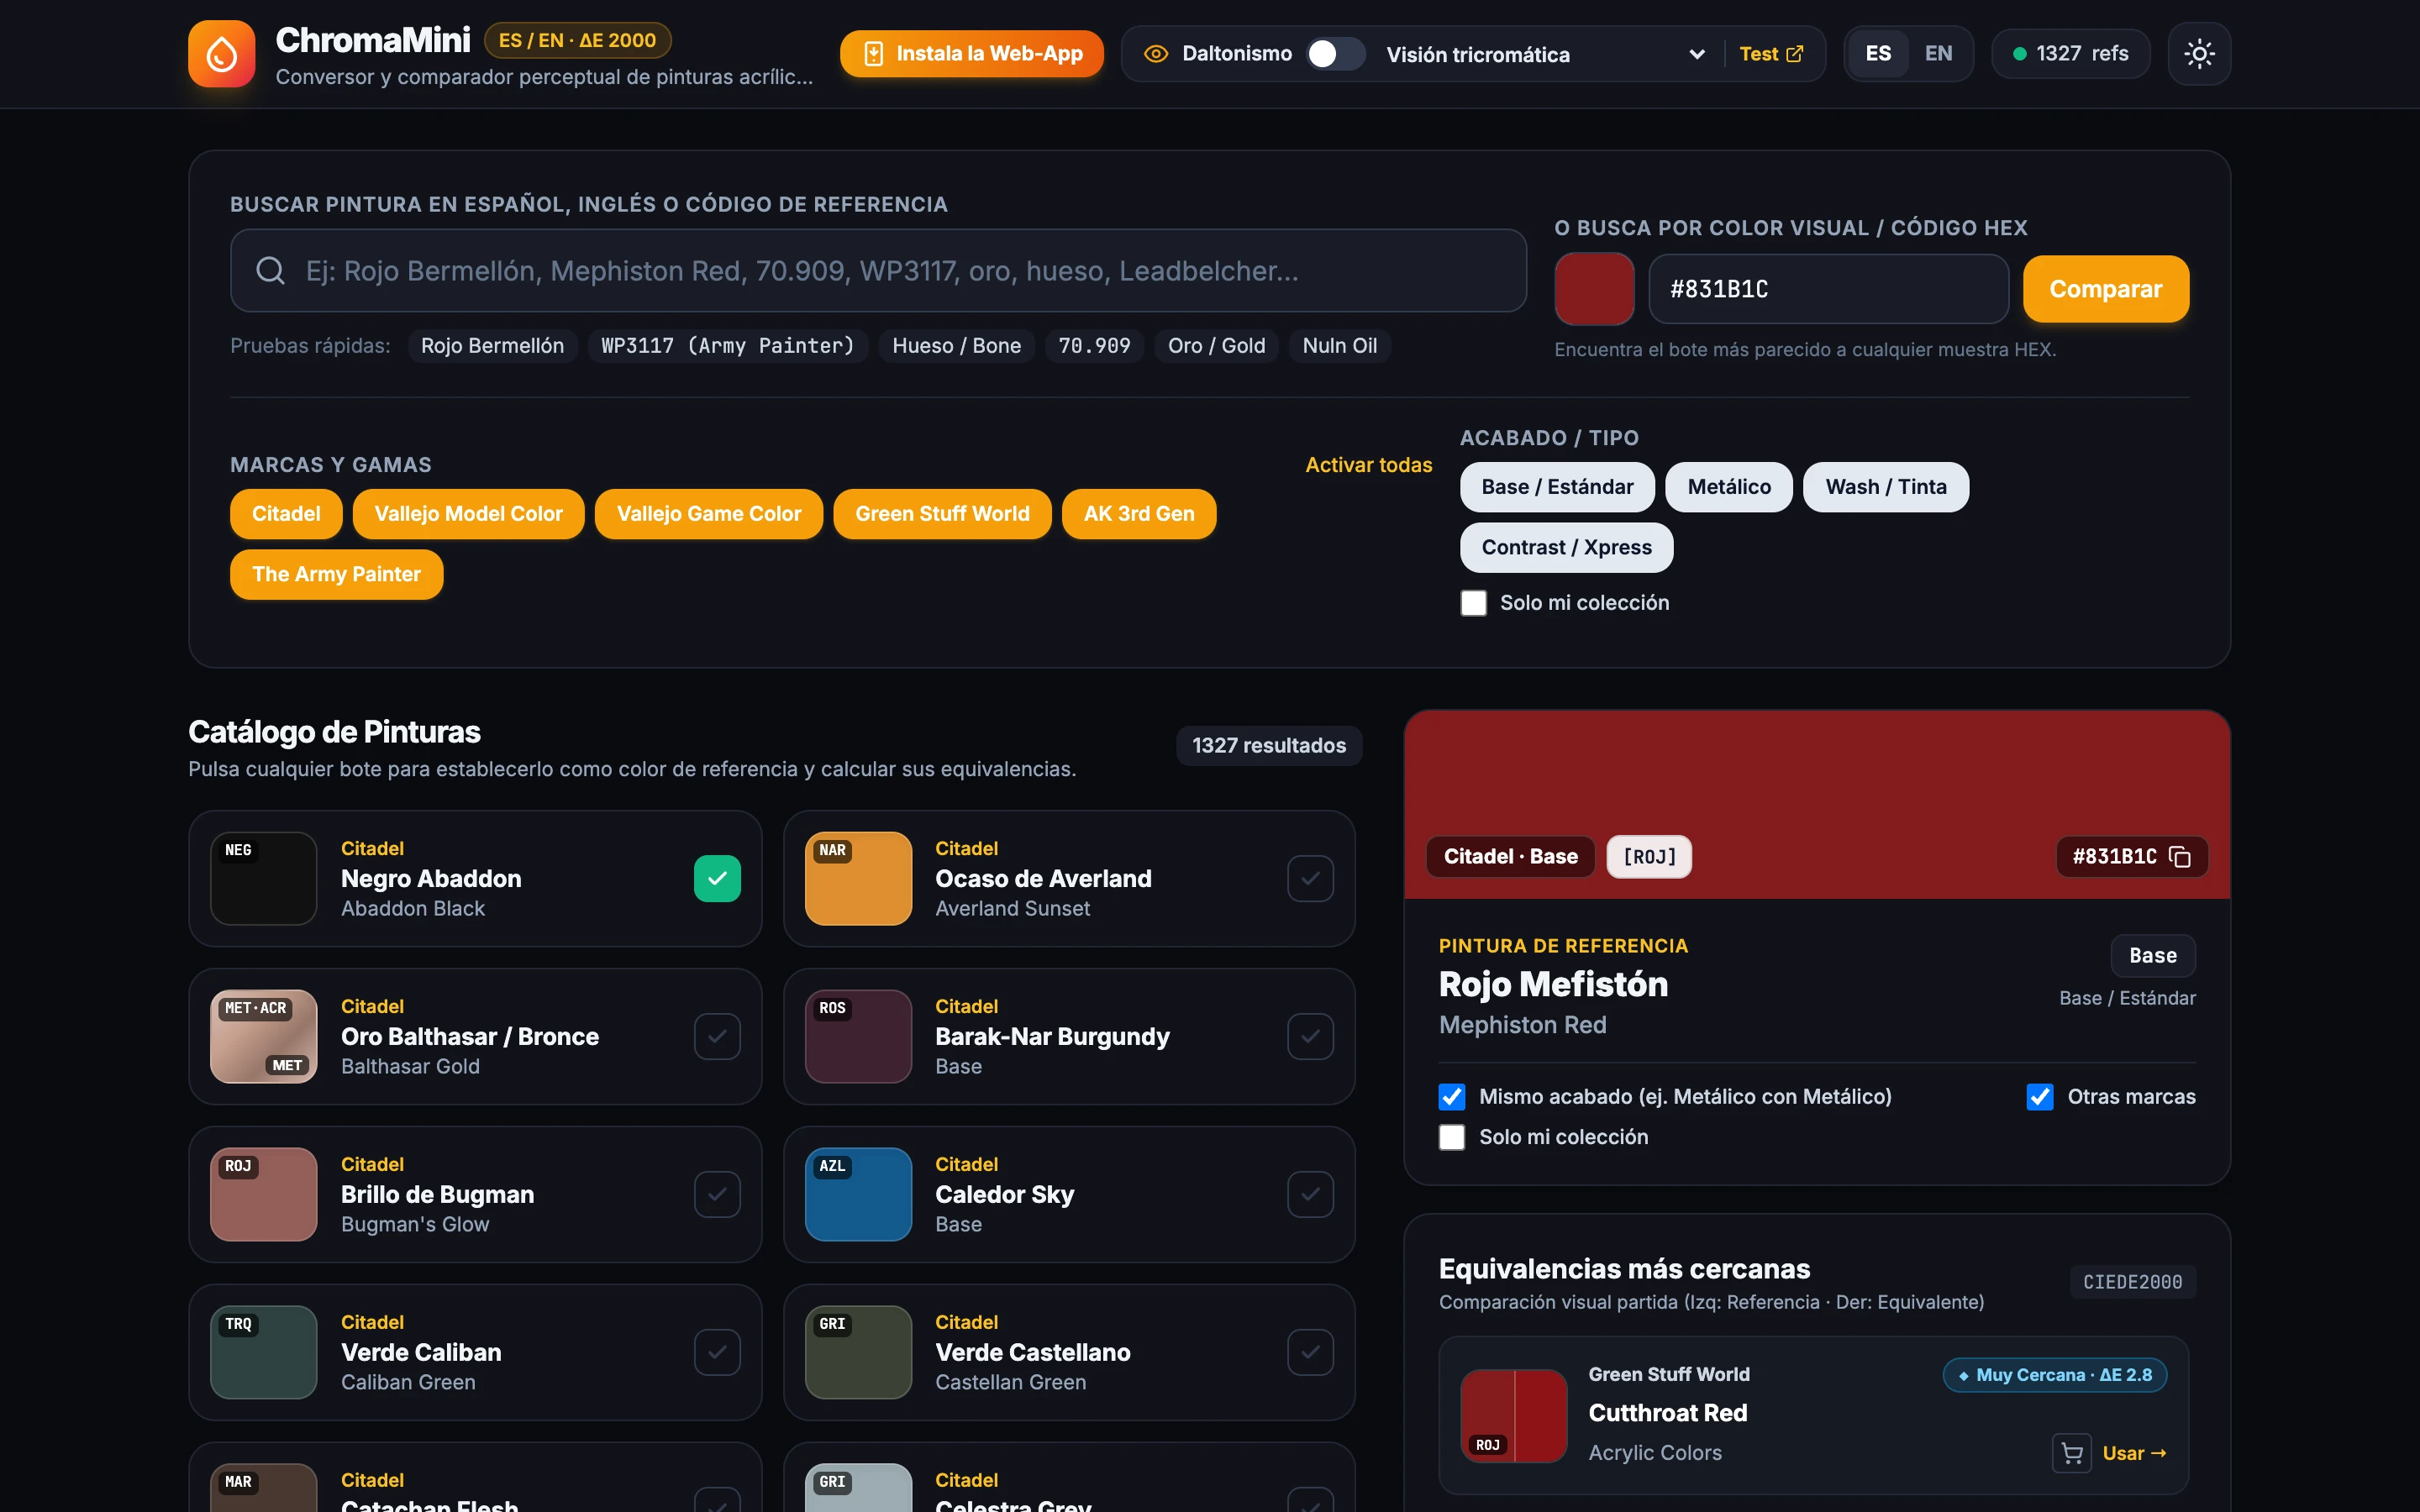 ChromaMini
ES / EN · ΔE 2000
Conversor y comparador perceptual de pinturas acrílic...
Instala la Web-App
Daltonismo
Visión tricromática
Test
ES
EN
1327 refs
BUSCAR PINTURA EN ESPAÑOL, INGLÉS O CÓDIGO DE REFERENCIA
Ej: Rojo Bermellón, Mephiston Red, 70.909, WP3117, oro, hueso, Leadbelcher...
Pruebas rápidas:
Rojo Bermellón
WP3117 (Army Painter)
Hueso / Bone
70.909
Oro / Gold
Nuln Oil
O BUSCA POR COLOR VISUAL / CÓDIGO HEX
#831B1C
Comparar
Encuentra el bote más parecido a cualquier muestra HEX.
MARCAS Y GAMAS
Activar todas
Citadel
Vallejo Model Color
Vallejo Game Color
Green Stuff World
AK 3rd Gen
The Army Painter
ACABADO / TIPO
Base / Estándar
Metálico
Wash / Tinta
Contrast / Xpress
Solo mi colección
Catálogo de Pinturas
Pulsa cualquier bote para establecerlo como color de referencia y calcular sus equivalencias.
1327 resultados
NEG
Citadel
Negro Abaddon
Abaddon Black
NAR
Citadel
Ocaso de Averland
Averland Sunset
MET·ACR
MET
Citadel
Oro Balthasar / Bronce
Balthasar Gold
ROS
Citadel
Barak-Nar Burgundy
Base
ROJ
Citadel
Brillo de Bugman
Bugman's Glow
AZL
Citadel
Caledor Sky
Base
TRQ
Citadel
Verde Caliban
Caliban Green
GRI
Citadel
Verde Castellano
Castellan Green
MAR
Citadel
Catachan Flesh
GRI
Citadel
Celestra Grey
Citadel · Base
[ROJ]
#831B1C
PINTURA DE REFERENCIA
Rojo Mefistón
Mephiston Red
Base
Base / Estándar
Mismo acabado (ej. Metálico con Metálico)
Otras marcas
Solo mi colección
Equivalencias más cercanas
Comparación visual partida (Izq: Referencia · Der: Equivalente)
CIEDE2000
ROJ
Green Stuff World
Cutthroat Red
Acrylic Colors
◆ Muy Cercana · ΔE 2.8
Usar →